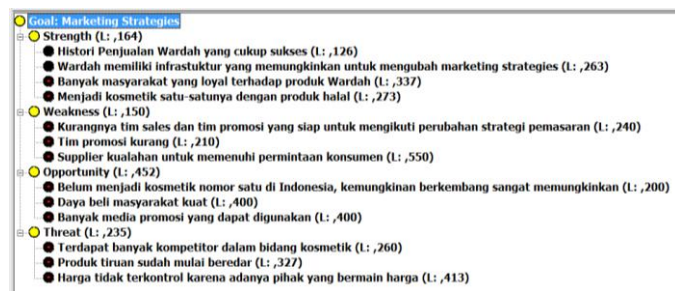 Goal: Marketing Strategies
Strength (L: ,164)
Histori Penjualan Wardah yang cukup sukses (L: ,126)
Wardah memiliki infrastuktur yang memungkinkan untuk mengubah marketing strategies (L: ,263)
Banyak masyarakat yang loyal terhadap produk Wardah (L: ,337)
Menjadi kosmetik satu-satunya dengan produk halal (L: ,273)
Weakness (L: ,150)
Kurangnya tim sales dan tim promosi yang siap untuk mengikuti perubahan strategi pemasaran (L: ,240)
Tim promosi kurang (L: ,210)
Supplier kualahan untuk memenuhi permintaan konsumen (L: ,550)
Opportunity (L: ,452)
Belum menjadi kosmetik nomor satu di Indonesia, kemungkinan berkembang sangat memungkinkan (L: ,200)
Daya beli masyarakat kuat (L: ,400)
Banyak media promosi yang dapat digunakan (L: ,400)
Threat (L: ,235)
Terdapat banyak kompetitor dalam bidang kosmetik (L: ,260)
Produk tiruan sudah mulai beredar (L: ,327)
Harga tidak terkontrol karena adanya pihak yang bermain harga (L: ,413)